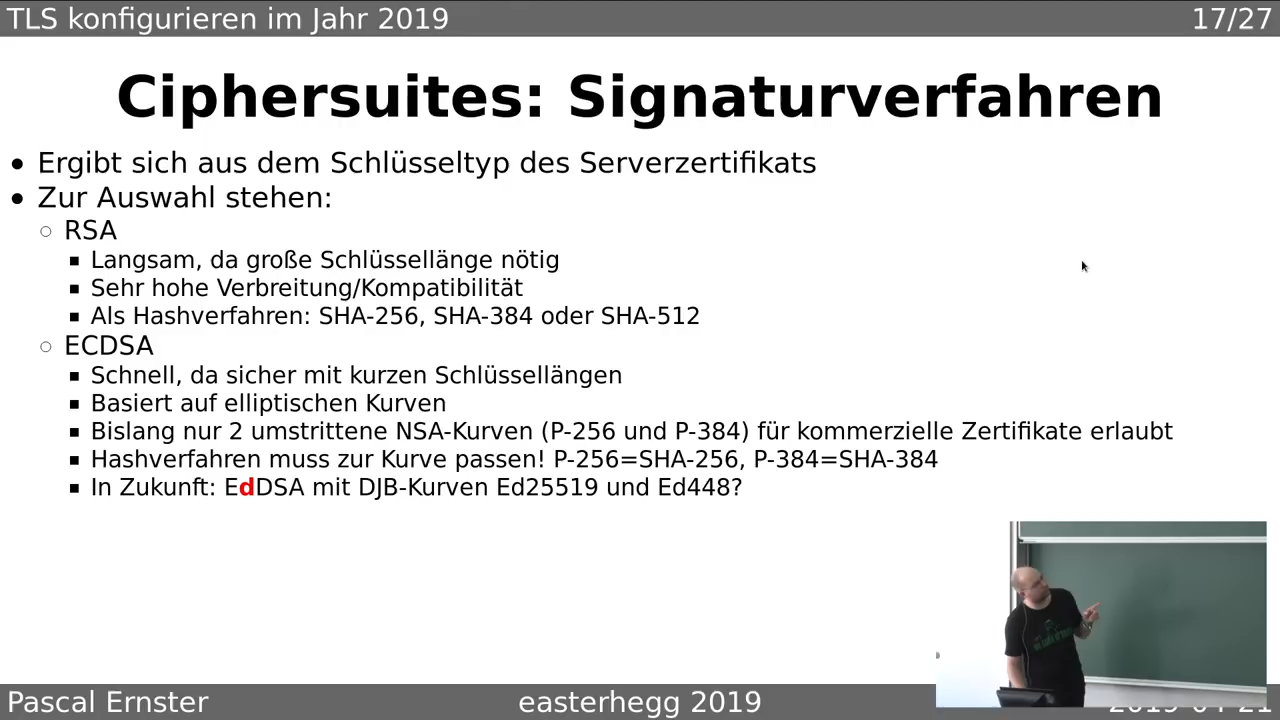 TLS konfigurieren im Jahr 2019
17/27
Ciphersuites: Signaturverfahren
• Ergibt sich aus dem Schlüsseltyp des Serverzertifikats
• Zur Auswahl stehen:
○ RSA
▪ Langsam, da große Schlüssellänge nötig
▪ Sehr hohe Verbreitung/Kompatibilität
▪ Als Hashverfahren: SHA-256, SHA-384 oder SHA-512
○ ECDSA
▪ Schnell, da sicher mit kurzen Schlüssellängen
▪ Basiert auf elliptischen Kurven
▪ Bislang nur 2 umstrittene NSA-Kurven (P-256 und P-384) für kommerzielle Zertifikate erlaubt
▪ Hashverfahren muss zur Kurve passen! P-256=SHA-256, P-384=SHA-384
▪ In Zukunft: EdDSA mit DJB-Kurven Ed25519 und Ed448?
Pascal Ernster
easterhegg 2019